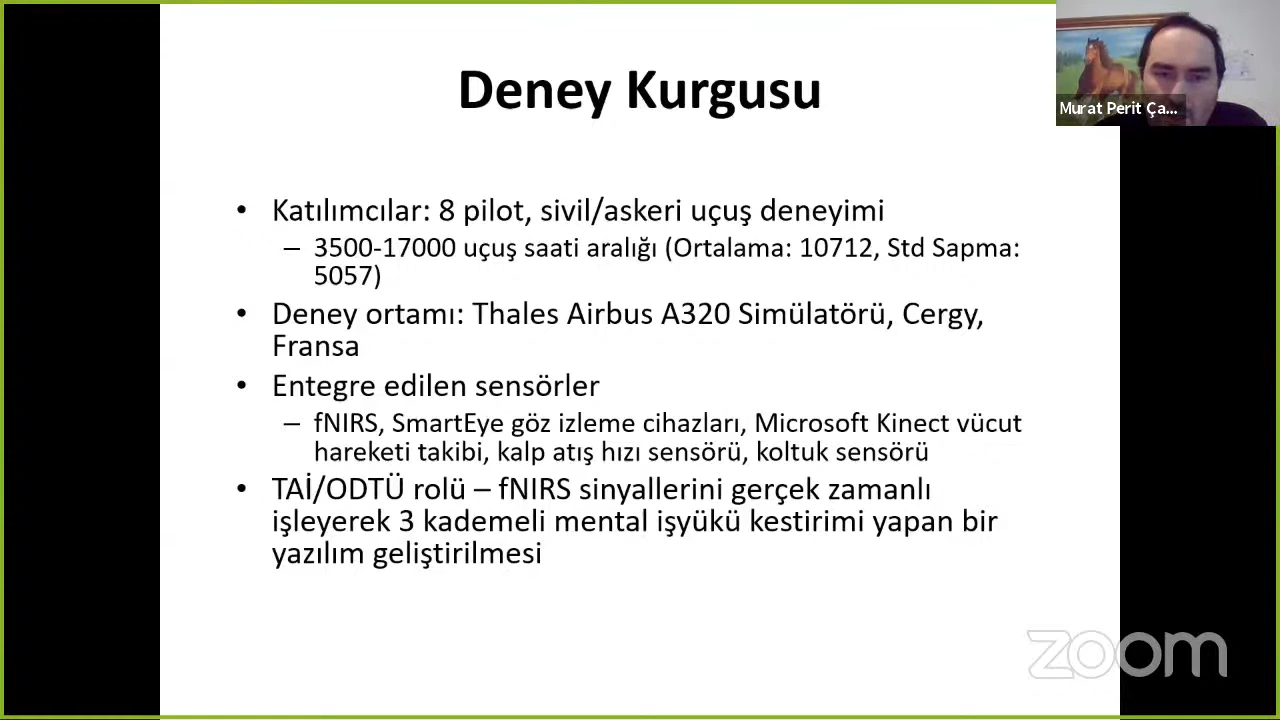 Deney Kurgusu
Murat Perit Ça...
• Katılımcılar: 8 pilot, sivil/askeri uçuş deneyimi
– 3500-17000 uçuş saati aralığı (Ortalama: 10712, Std Sapma:
5057)
• Deney ortamı: Thales Airbus A320 Simülatörü, Cergy,
Fransa
• Entegre edilen sensörler
– fNIRS, SmartEye göz izleme cihazları, Microsoft Kinect vücut
hareketi takibi, kalp atış hızı sensörü, koltuk sensörü
• TAİ/ODTÜ rolü – fNIRS sinyallerini gerçek zamanlı
işleyerek 3 kademeli mental işyükü kestirimi yapan bir
yazılım geliştirilmesi
zoom